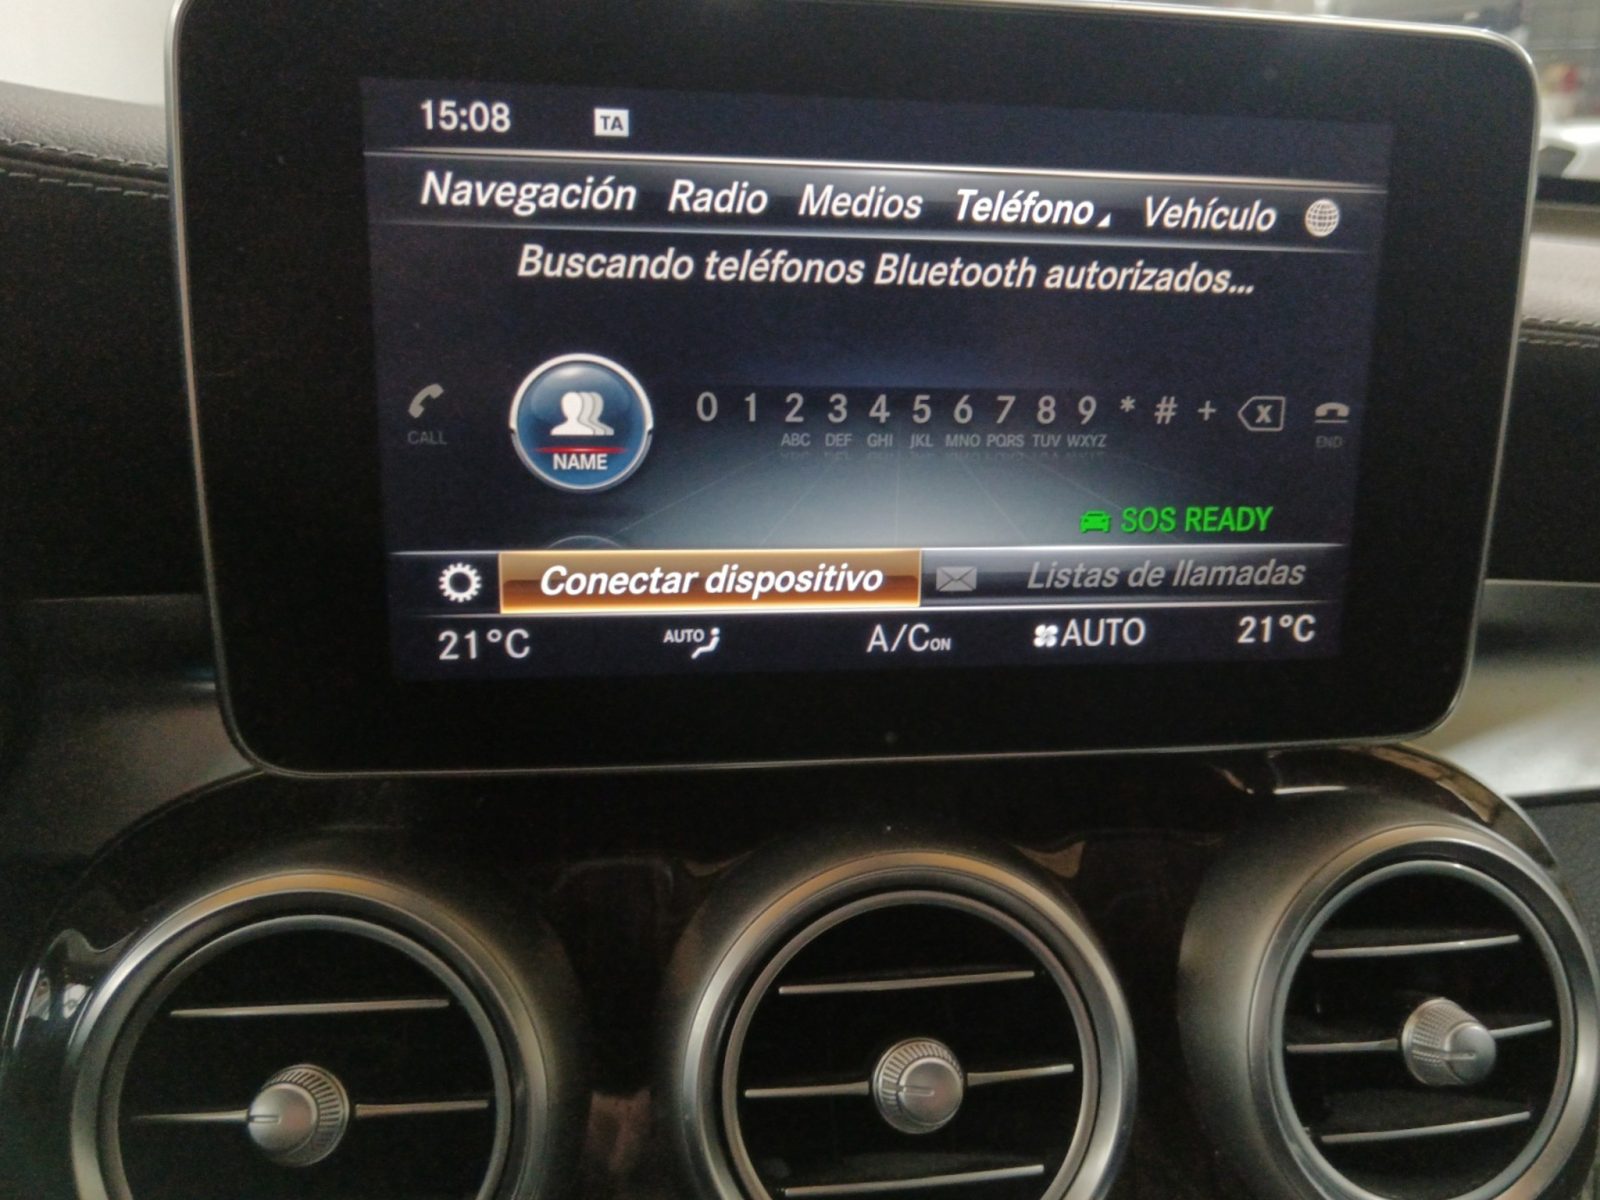 15:08 TA
Navegación Radio Medios Teléfono Vehículo
Buscando teléfonos Bluetooth autorizados...
0 1 2 3 4 5 6 7 8 9 * # + x
CALL ABC DEF GHI JKL MNO PQRS TUV WXYZ END
NAME
SOS READY
Conectar dispositivo Listas de llamadas
21°C AUTO A/C ON AUTO 21°C